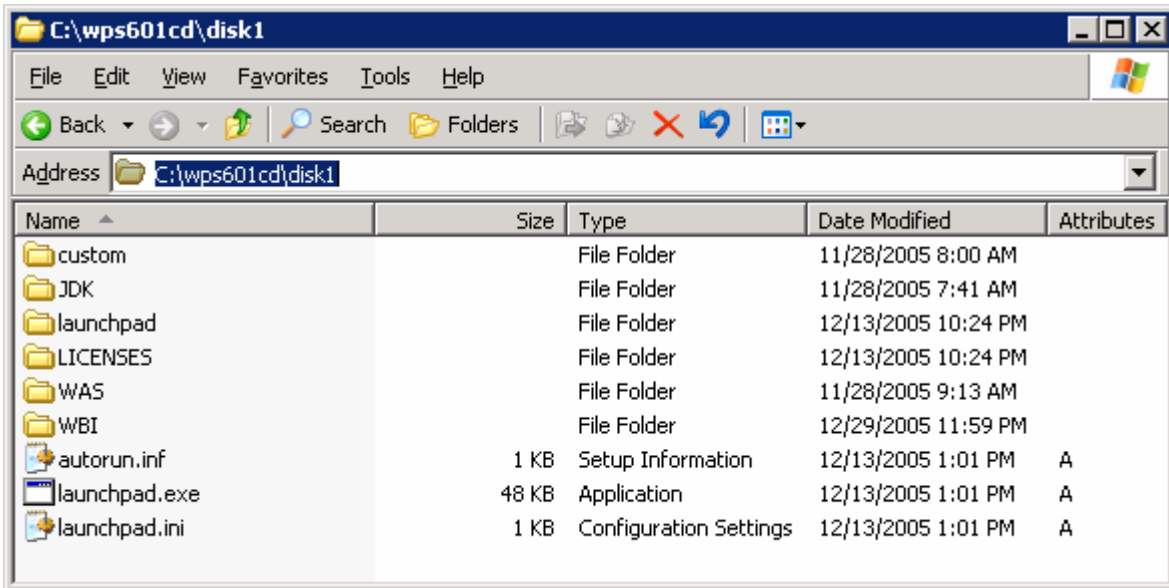 C:\wps601cd\disk1
File Edit View Favorites Tools Help
Back Search Folders
Address C:\wps601cd\disk1
Name Size Type Date Modified Attributes
custom File Folder 11/28/2005 8:00 AM
JDK File Folder 11/28/2005 7:41 AM
launchpad File Folder 12/13/2005 10:24 PM
LICENSES File Folder 12/13/2005 10:24 PM
WAS File Folder 11/28/2005 9:13 AM
WBI File Folder 12/29/2005 11:59 PM
autorun.inf 1 KB Setup Information 12/13/2005 1:01 PM A
launchpad.exe 48 KB Application 12/13/2005 1:01 PM A
launchpad.ini 1 KB Configuration Settings 12/13/2005 1:01 PM A